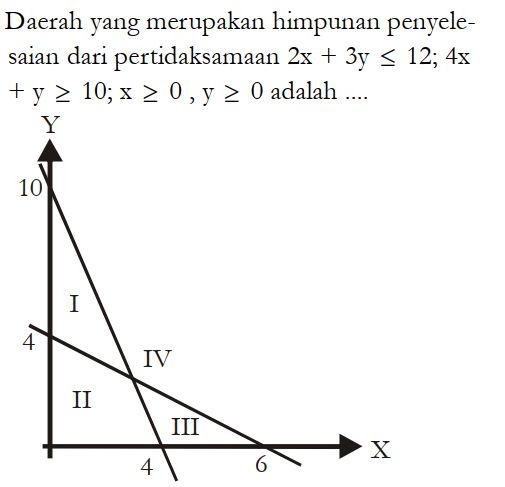 Daerah yang merupakan himpunan penyele-
saian dari pertidaksamaan 2x + 3y ≤ 12; 4x
+ y ≥ 10; x ≥ 0 , y ≥ 0 adalah ....
Y
10
I
4
IV
II
III
X
4
6